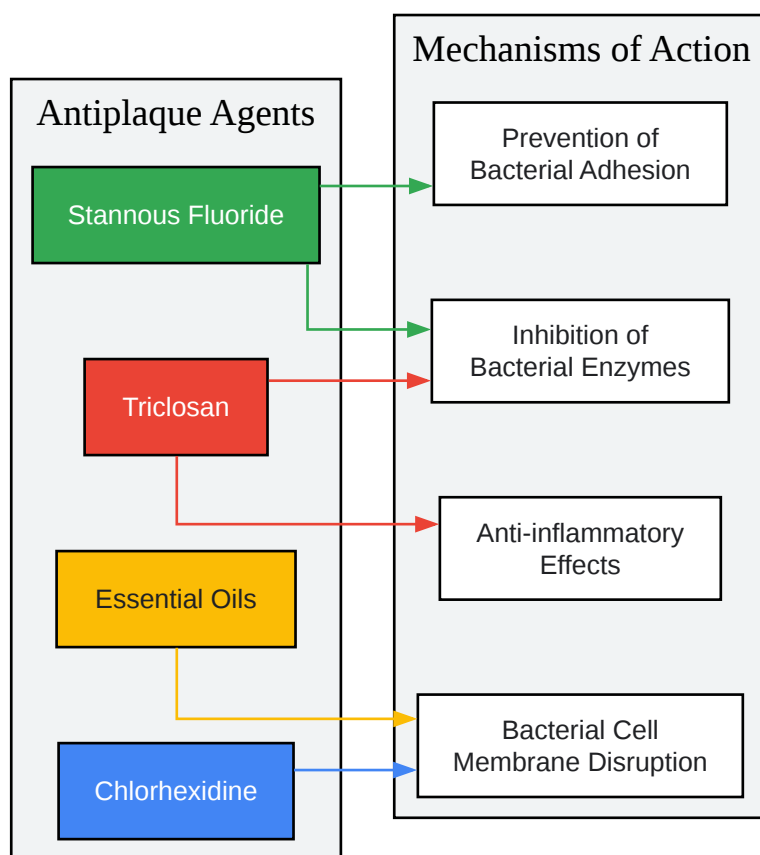 Antiplaque Agents
Stannous Fluoride
Triclosan
Essential Oils
Chlorhexidine
Mechanisms of Action
Prevention of
Bacterial Adhesion
Inhibition of
Bacterial Enzymes
Anti-inflammatory
Effects
Bacterial Cell
Membrane Disruption